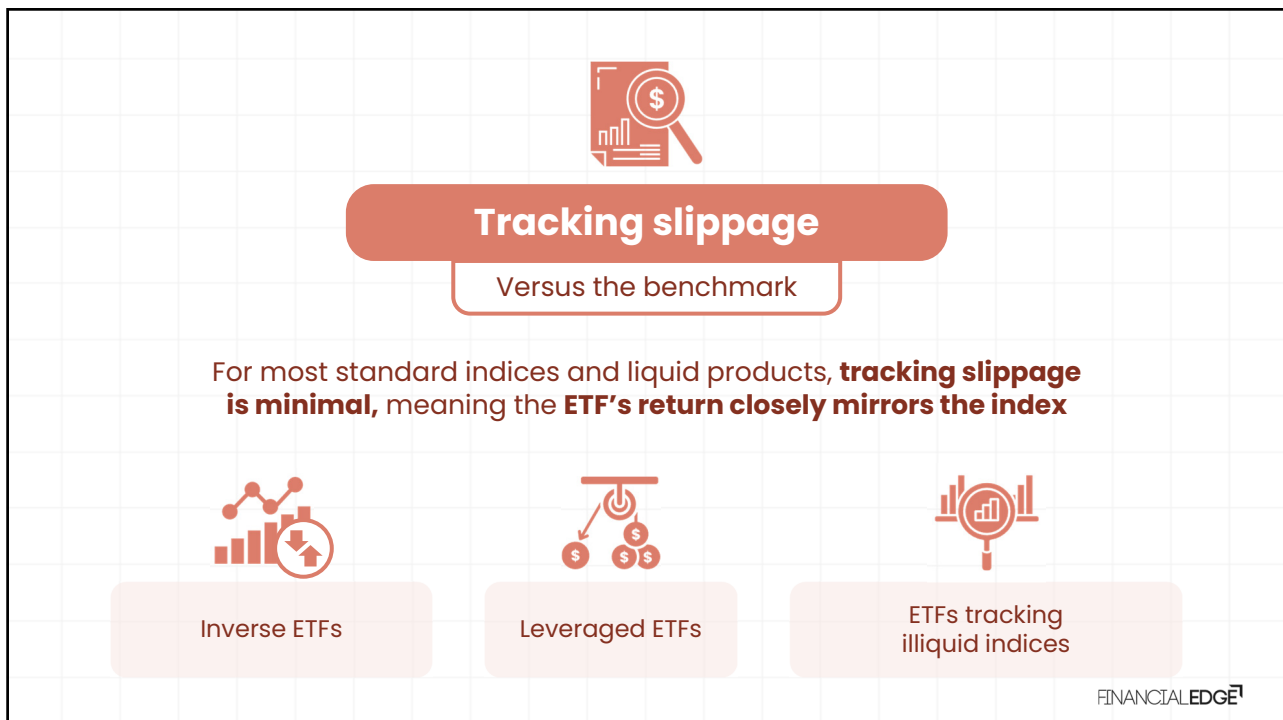 $
Tracking slippage
Versus the benchmark
For most standard indices and liquid products, tracking slippage
is minimal, meaning the ETF’s return closely mirrors the index
$ $ $ $
Inverse ETFs
Leveraged ETFs
ETFs tracking
illiquid indices
FINANCIALEDGE